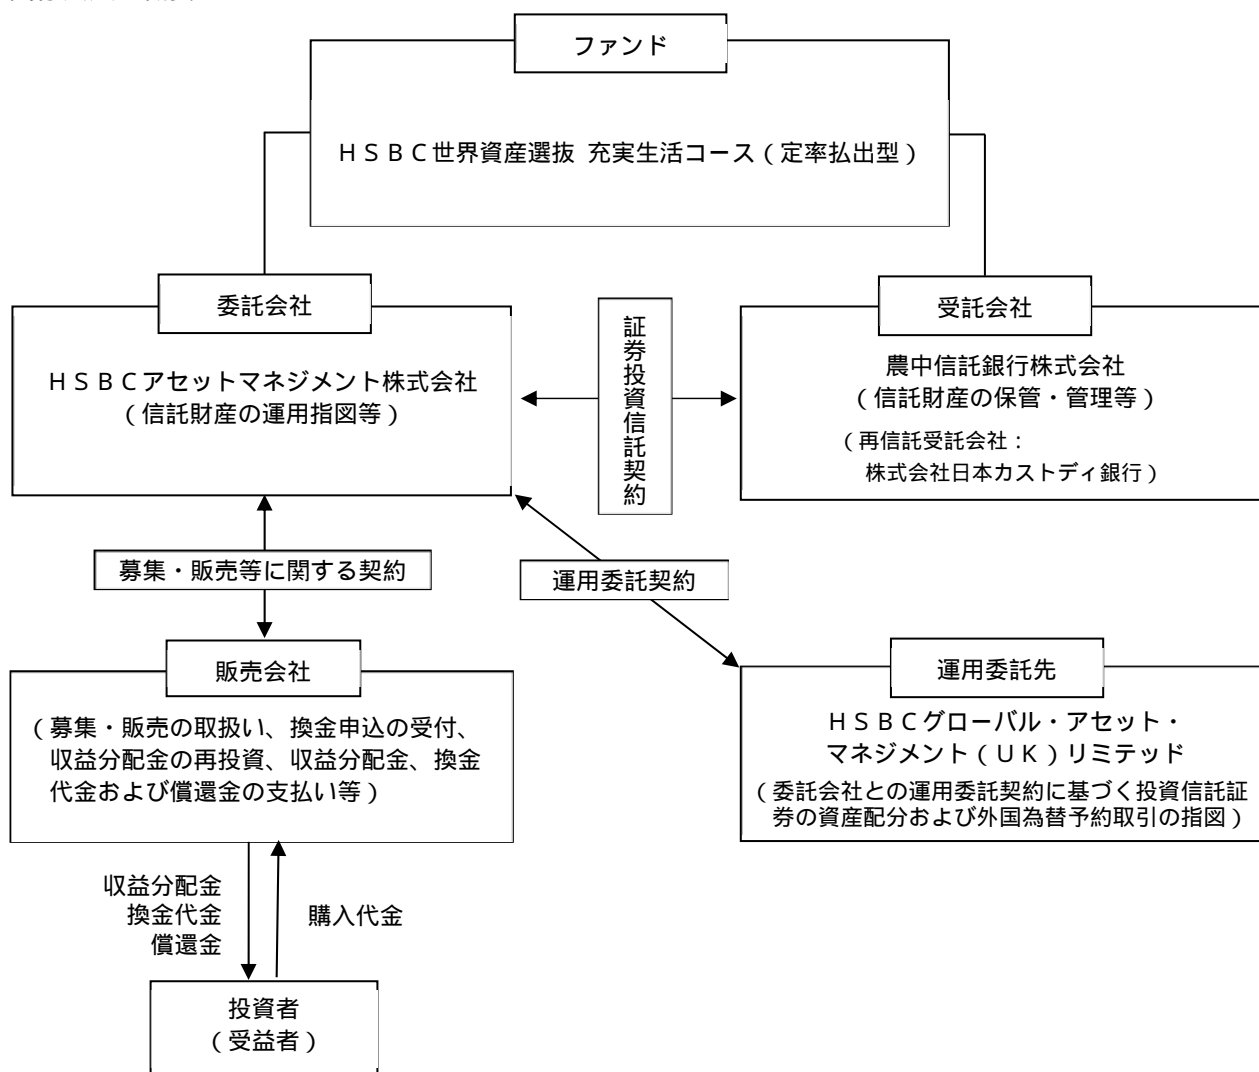 ファンド
ＨＳＢＣ世界資産選抜 充実生活コース（定率払出型）
委託会社
ＨＳＢＣアセットマネジメント株式会社
（信託財産の運用指図等）
証券投資信託契約
受託会社
農中信託銀行株式会社
（信託財産の保管・管理等）
（再信託受託会社：
株式会社日本カストディ銀行）
募集・販売等に関する契約
運用委託契約
販売会社
（募集・販売の取扱い、換金申込の受付、
収益分配金の再投資、収益分配金、換金
代金および償還金の支払い等）
運用委託先
ＨＳＢＣグローバル・アセット・
マネジメント（ＵＫ）リミテッド
（委託会社との運用委託契約に基づく投資信託証
券の資産配分および外国為替予約取引の指図）
収益分配金
換金代金
償還金
購入代金
投資者
（受益者）